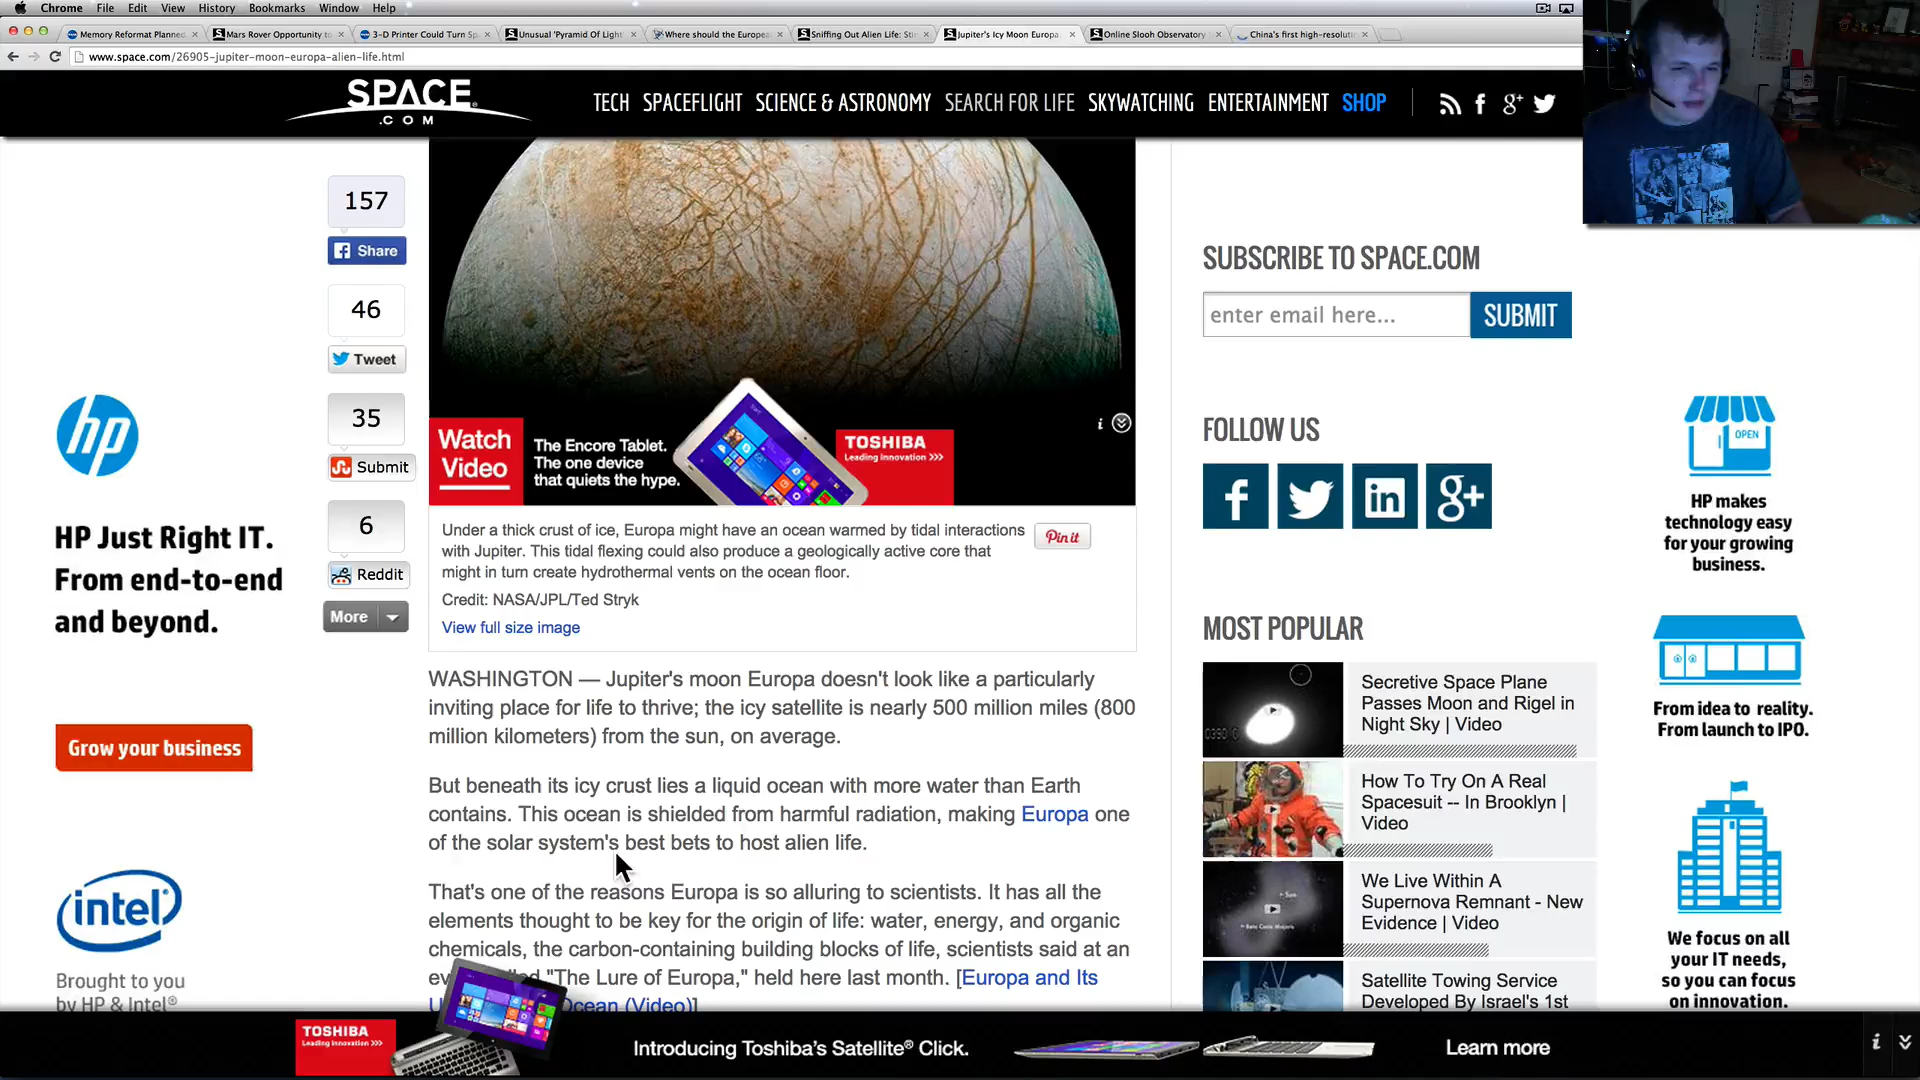 Chrome File Edit View History Bookmarks Window Help
Memory Reformat Planned
Mars Rover Opportunity to
3-D Printer Could Turn Sp
Unusual 'Pyramid Of Light'
Where should the Europea
Sniffing Out Alien Life: Sti
Jupiter's Icy Moon Europa
Online Slooh Observatory
China's first high-resoluti
www.space.com/26905-jupiter-moon-europa-alien-life.html
SPACE
.COM
TECH SPACEFLIGHT SCIENCE & ASTRONOMY SEARCH FOR LIFE SKYWATCHING ENTERTAINMENT SHOP
157
Share
46
Tweet
35
Submit
6
Reddit
More
hp
HP Just Right IT.
From end-to-end
and beyond.
Grow your business
intel
Brought to you
by HP & Intel®
Watch
Video
The Encore Tablet.
The one device
that quiets the hype.
TOSHIBA
Leading Innovation >>>
Under a thick crust of ice, Europa might have an ocean warmed by tidal interactions
with Jupiter. This tidal flexing could also produce a geologically active core that
might in turn create hydrothermal vents on the ocean floor.
Pin it
Credit: NASA/JPL/Ted Stryk
View full size image
WASHINGTON — Jupiter's moon Europa doesn't look like a particularly
inviting place for life to thrive; the icy satellite is nearly 500 million miles (800
million kilometers) from the sun, on average.
But beneath its icy crust lies a liquid ocean with more water than Earth
contains. This ocean is shielded from harmful radiation, making Europa one
of the solar system's best bets to host alien life.
That's one of the reasons Europa is so alluring to scientists. It has all the
elements thought to be key for the origin of life: water, energy, and organic
chemicals, the carbon-containing building blocks of life, scientists said at an
"The Lure of Europa," held here last month. [Europa and Its
Ocean (Video)]
SUBSCRIBE TO SPACE.COM
enter email here...
SUBMIT
FOLLOW US
MOST POPULAR
Secretive Space Plane
Passes Moon and Rigel in
Night Sky | Video
How To Try On A Real
Spacesuit -- In Brooklyn |
Video
We Live Within A
Supernova Remnant - New
Evidence | Video
Satellite Towing Service
Developed By Israel's 1st
OPEN
HP makes
technology easy
for your growing
business.
From idea to reality.
From launch to IPO.
We focus on all
your IT needs,
so you can focus
on innovation.
TOSHIBA
Leading Innovation >>>
Introducing Toshiba's Satellite® Click.
Learn more